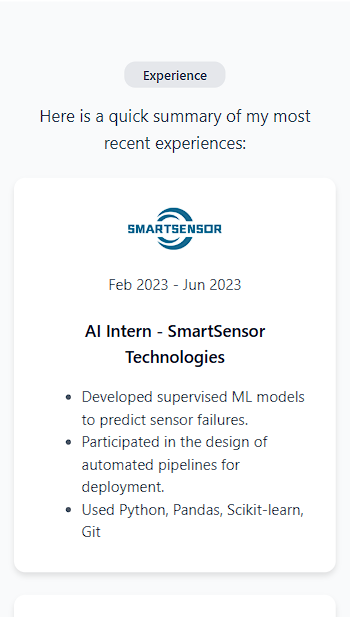 Experience
Here is a quick summary of my most
recent experiences:
SMARTSENSOR
Feb 2023 - Jun 2023
AI Intern - SmartSensor
Technologies
• Developed supervised ML models
to predict sensor failures.
• Participated in the design of
automated pipelines for
deployment.
• Used Python, Pandas, Scikit-learn,
Git